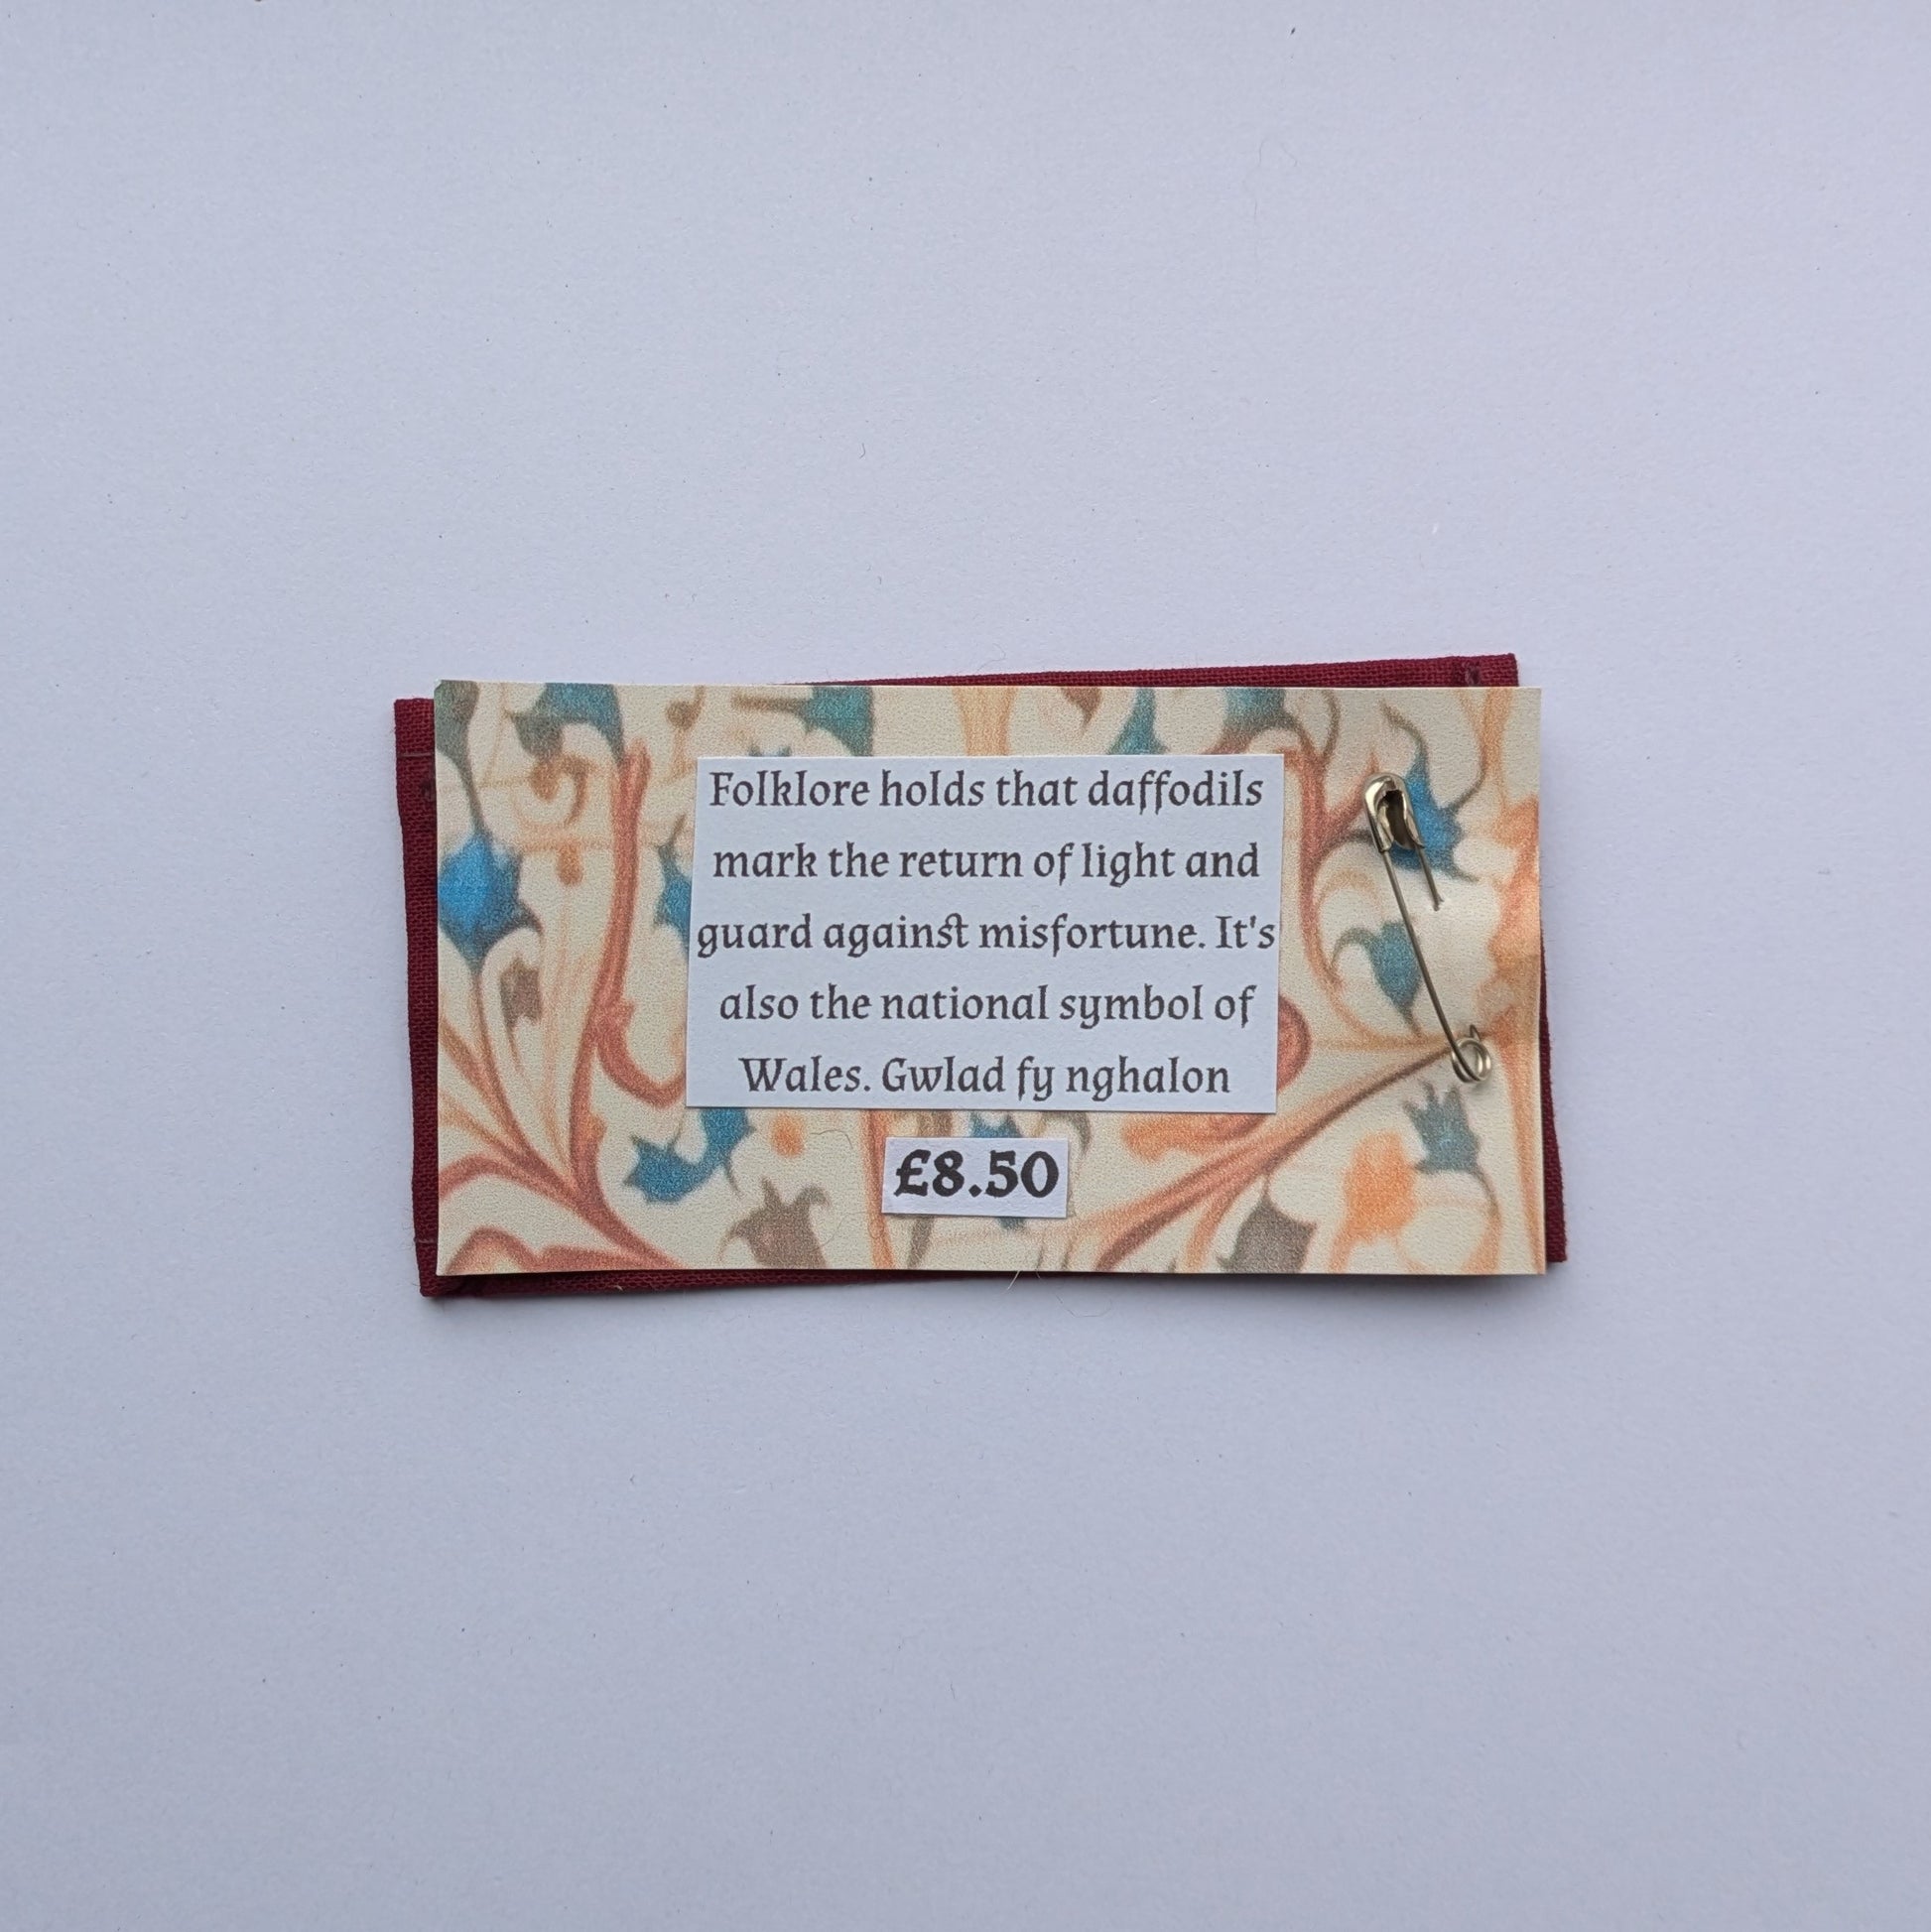 Folklore holds that daffodils
mark the return of light and
guard against misfortune. It's
also the national symbol of
Wales. Gwlad fy nghalon
£8.50